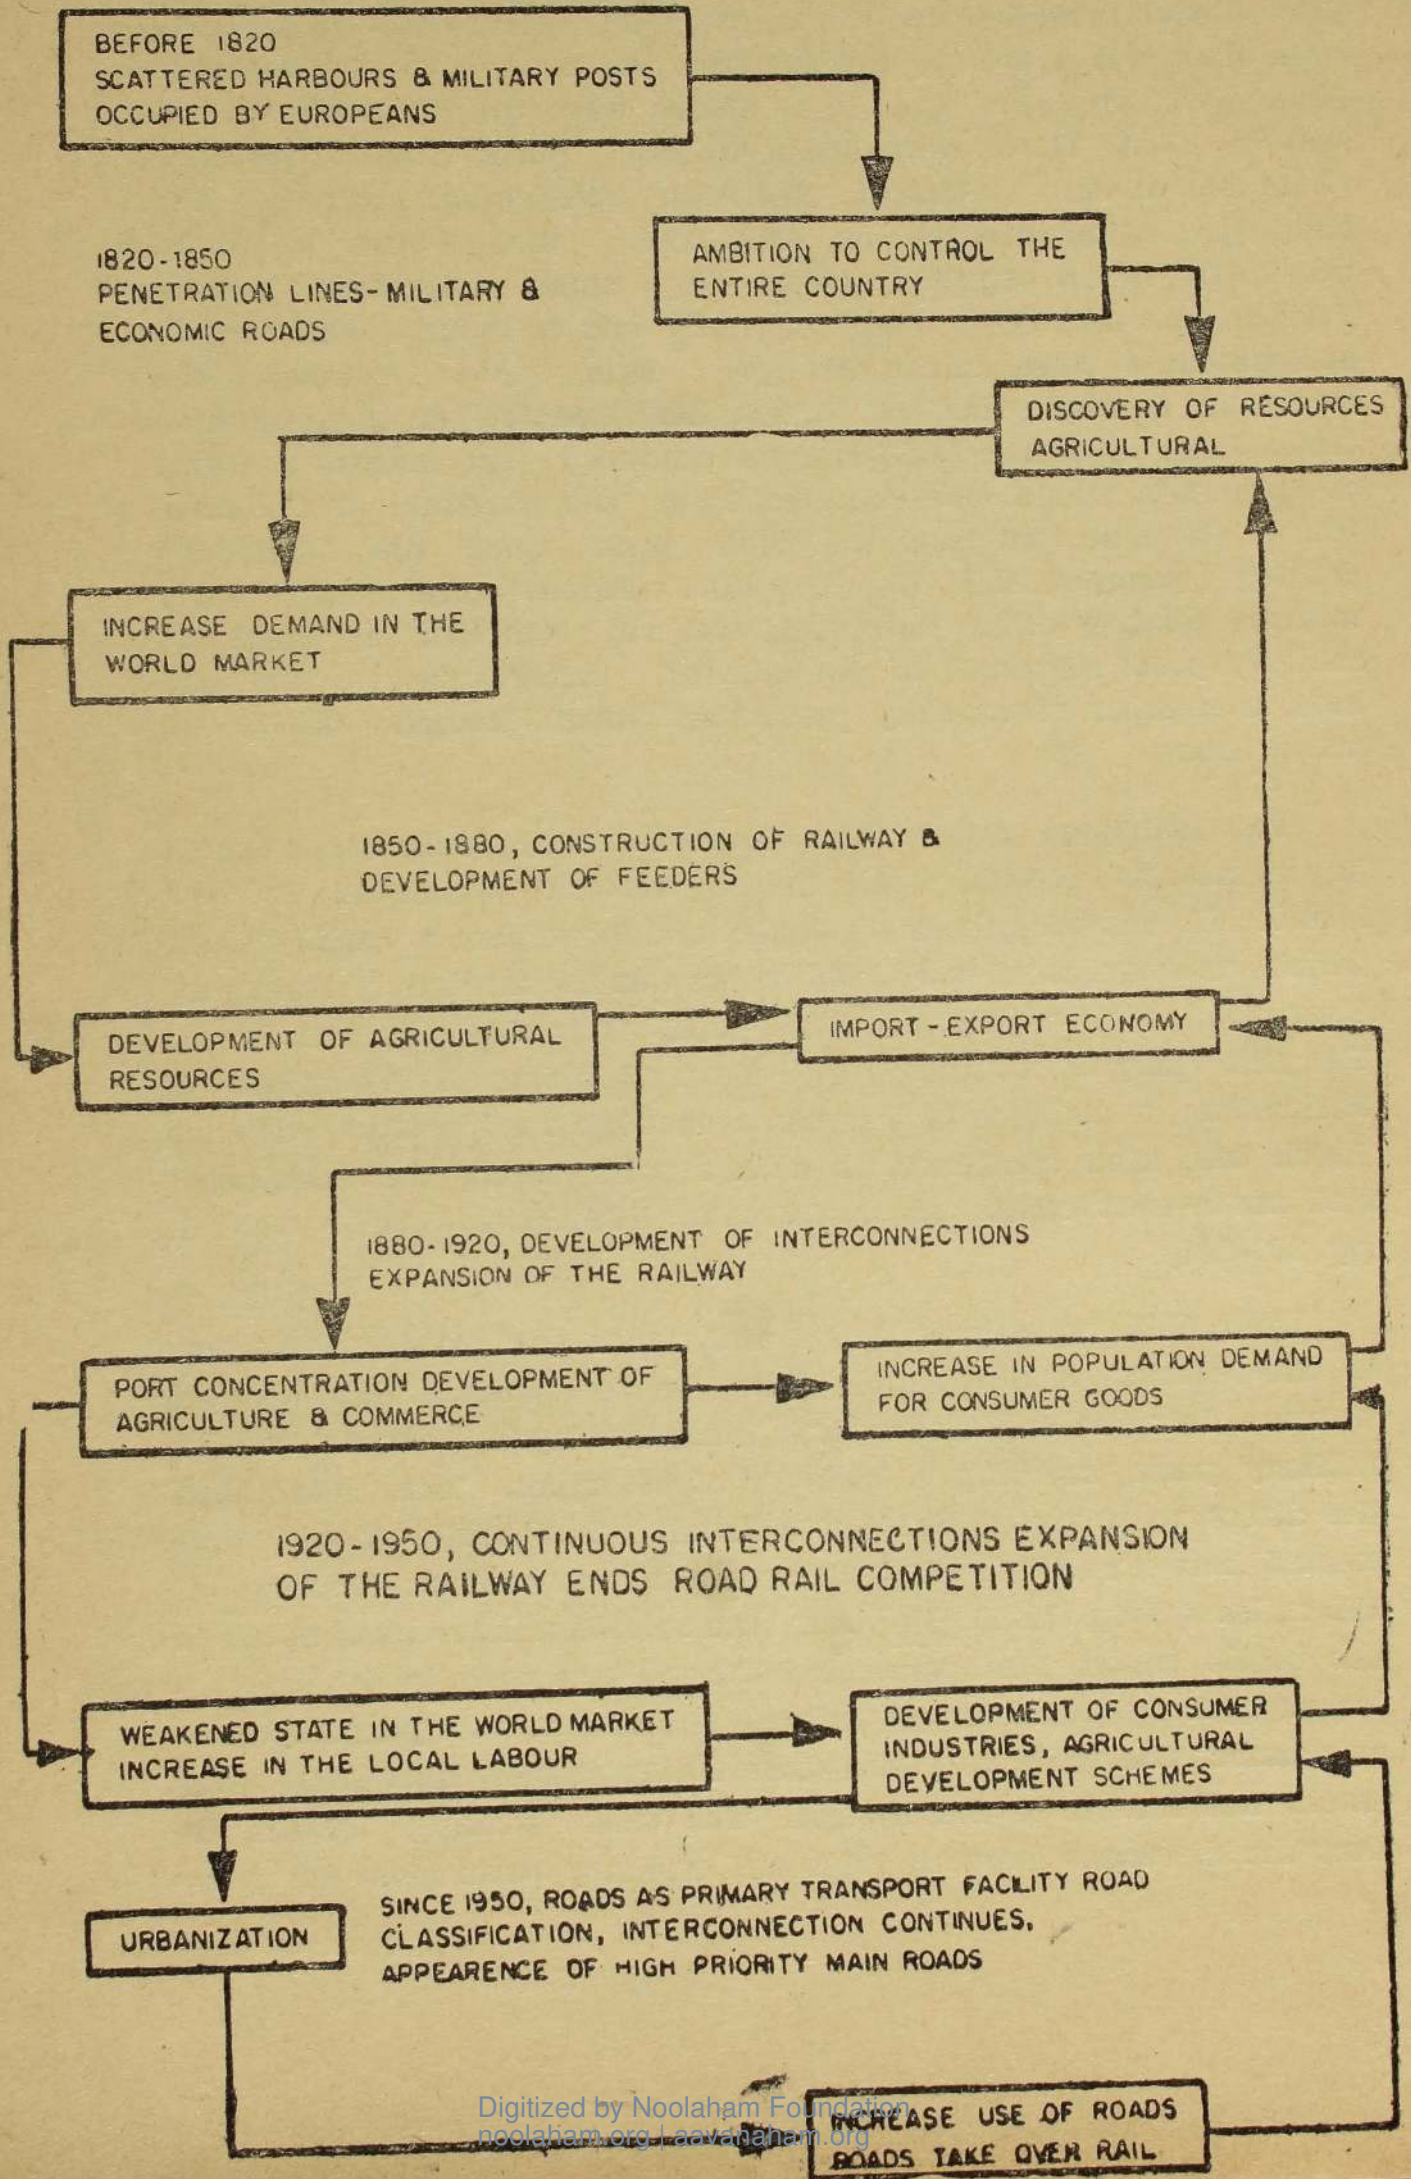 BEFORE 1820
SCATTERED HARBOURS & MILITARY POSTS
OCCUPIED BY EUROPEANS
AMBITION TO CONTROL THE
ENTIRE COUNTRY
1820-1850
PENETRATION LINES-MILITARY &
ECONOMIC ROADS
DISCOVERY OF RESOURCES
AGRICULTURAL
INCREASE DEMAND IN THE
WORLD MARKET
1850-1880, CONSTRUCTION OF RAILWAY &
DEVELOPMENT OF FEEDERS
DEVELOPMENT OF AGRICULTURAL
RESOURCES
IMPORT-EXPORT ECONOMY
1880-1920, DEVELOPMENT OF INTERCONNECTIONS
EXPANSION OF THE RAILWAY
PORT CONCENTRATION DEVELOPMENT OF
AGRICULTURE & COMMERCE
INCREASE IN POPULATION DEMAND
FOR CONSUMER GOODS
1920-1950, CONTINUOUS INTERCONNECTIONS EXPANSION
OF THE RAILWAY ENDS ROAD RAIL COMPETITION
WEAKENED STATE IN THE WORLD MARKET
INCREASE IN THE LOCAL LABOUR
DEVELOPMENT OF CONSUMER
INDUSTRIES, AGRICULTURAL
DEVELOPMENT SCHEMES
URBANIZATION
SINCE 1950, ROADS AS PRIMARY TRANSPORT FACILITY ROAD
CLASSIFICATION, INTERCONNECTION CONTINUES,
APPEARENCE OF HIGH PRIORITY MAIN ROADS
INCREASE USE OF ROADS
ROADS TAKE OVER RAIL
Digitized by Noolaham Foundation.
noolaham.org | aavanaham.org